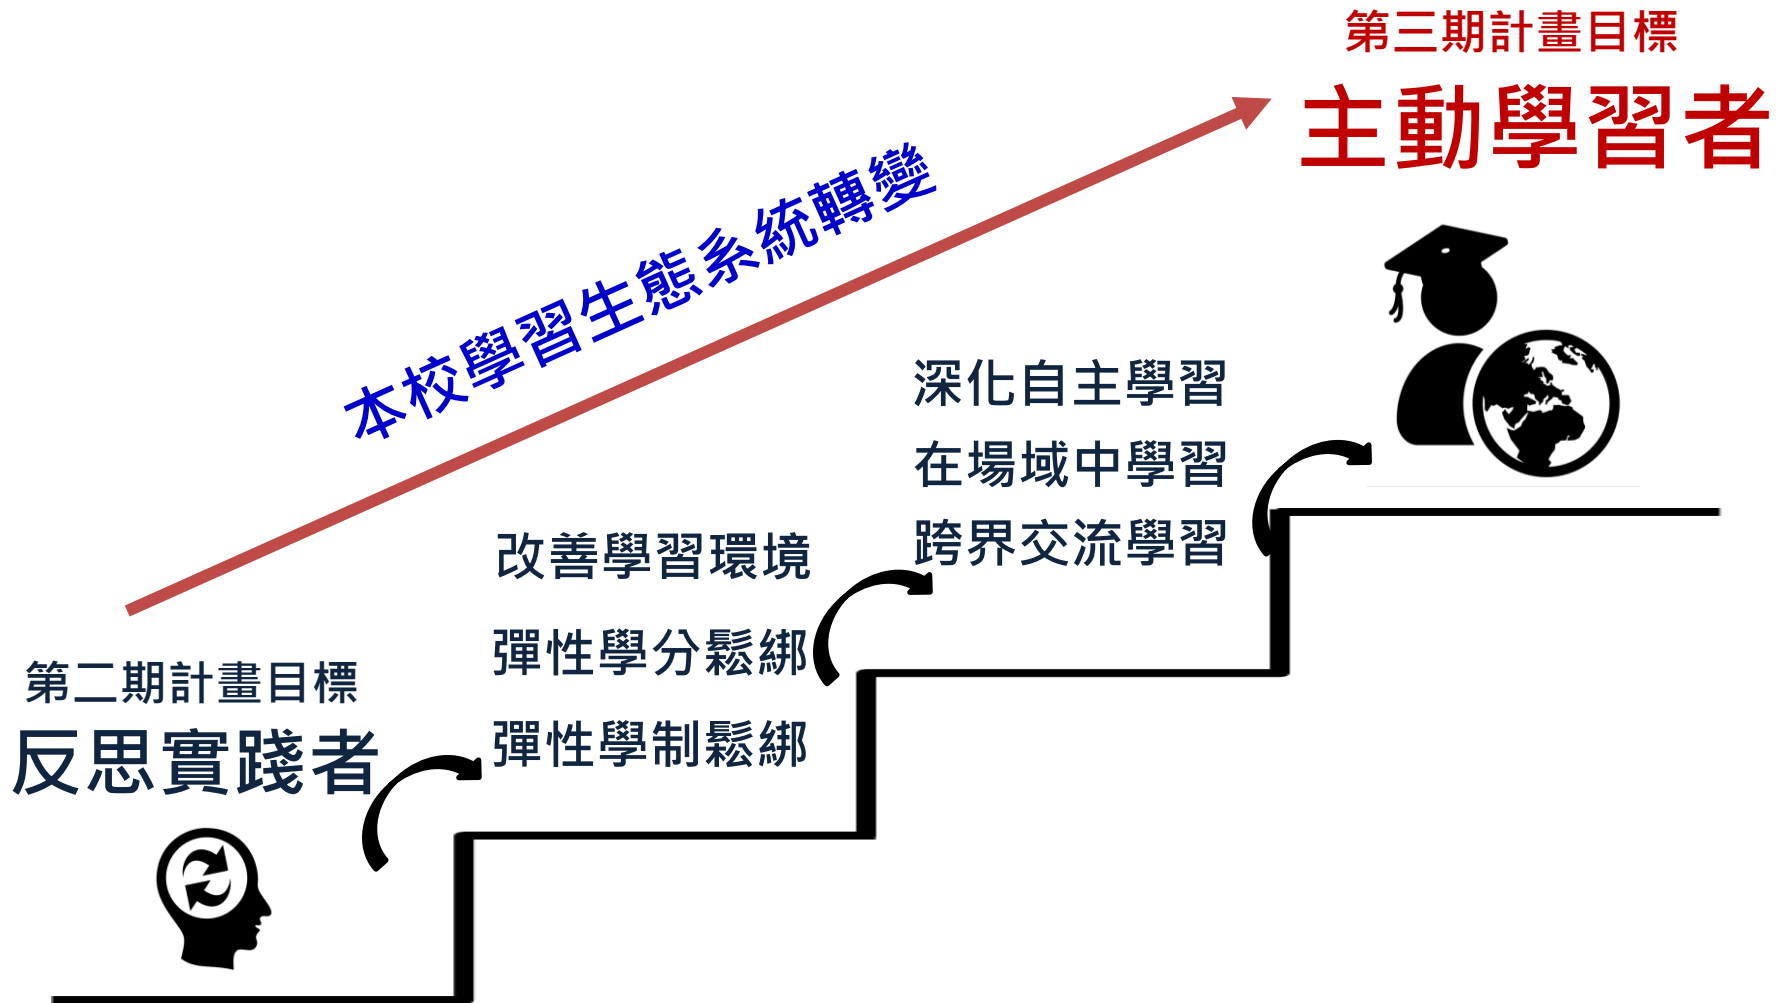 第三期計畫目標
主動學習者
本校學習生態系統轉變
深化自主學習
在場域中學習
跨界交流學習
改善學習環境
彈性學分鬆綁
彈性學制鬆綁
第二期計畫目標
反思實踐者